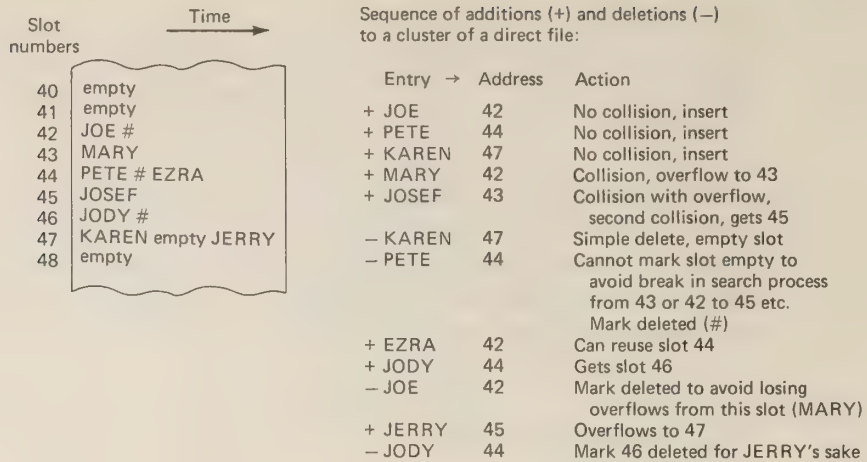 Slot
numbers
Time
40 empty
41 empty
42 JOE #
43 MARY
44 PETE # EZRA
45 JOSEF
46 JODY #
47 KAREN empty JERRY
48 empty
Sequence of additions (+) and deletions (—)
to a cluster of a direct file:
Entry → Address Action
+ JOE 42 No collision, insert
+ PETE 44 No collision, insert
+ KAREN 47 No collision, insert
+ MARY 42 Collision, overflow to 43
+ JOSEF 43 Collision with overflow,
second collision, gets 45
— KAREN 47 Simple delete, empty slot
— PETE 44 Cannot mark slot empty to
avoid break in search process
from 43 or 42 to 45 etc.
Mark deleted (#)
+ EZRA 42 Can reuse slot 44
+ JODY 44 Gets slot 46
— JOE 42 Mark deleted to avoid losing
overflows from this slot (MARY)
+ JERRY 45 Overflows to 47
— JODY 44 Mark 46 deleted for JERRY's sake